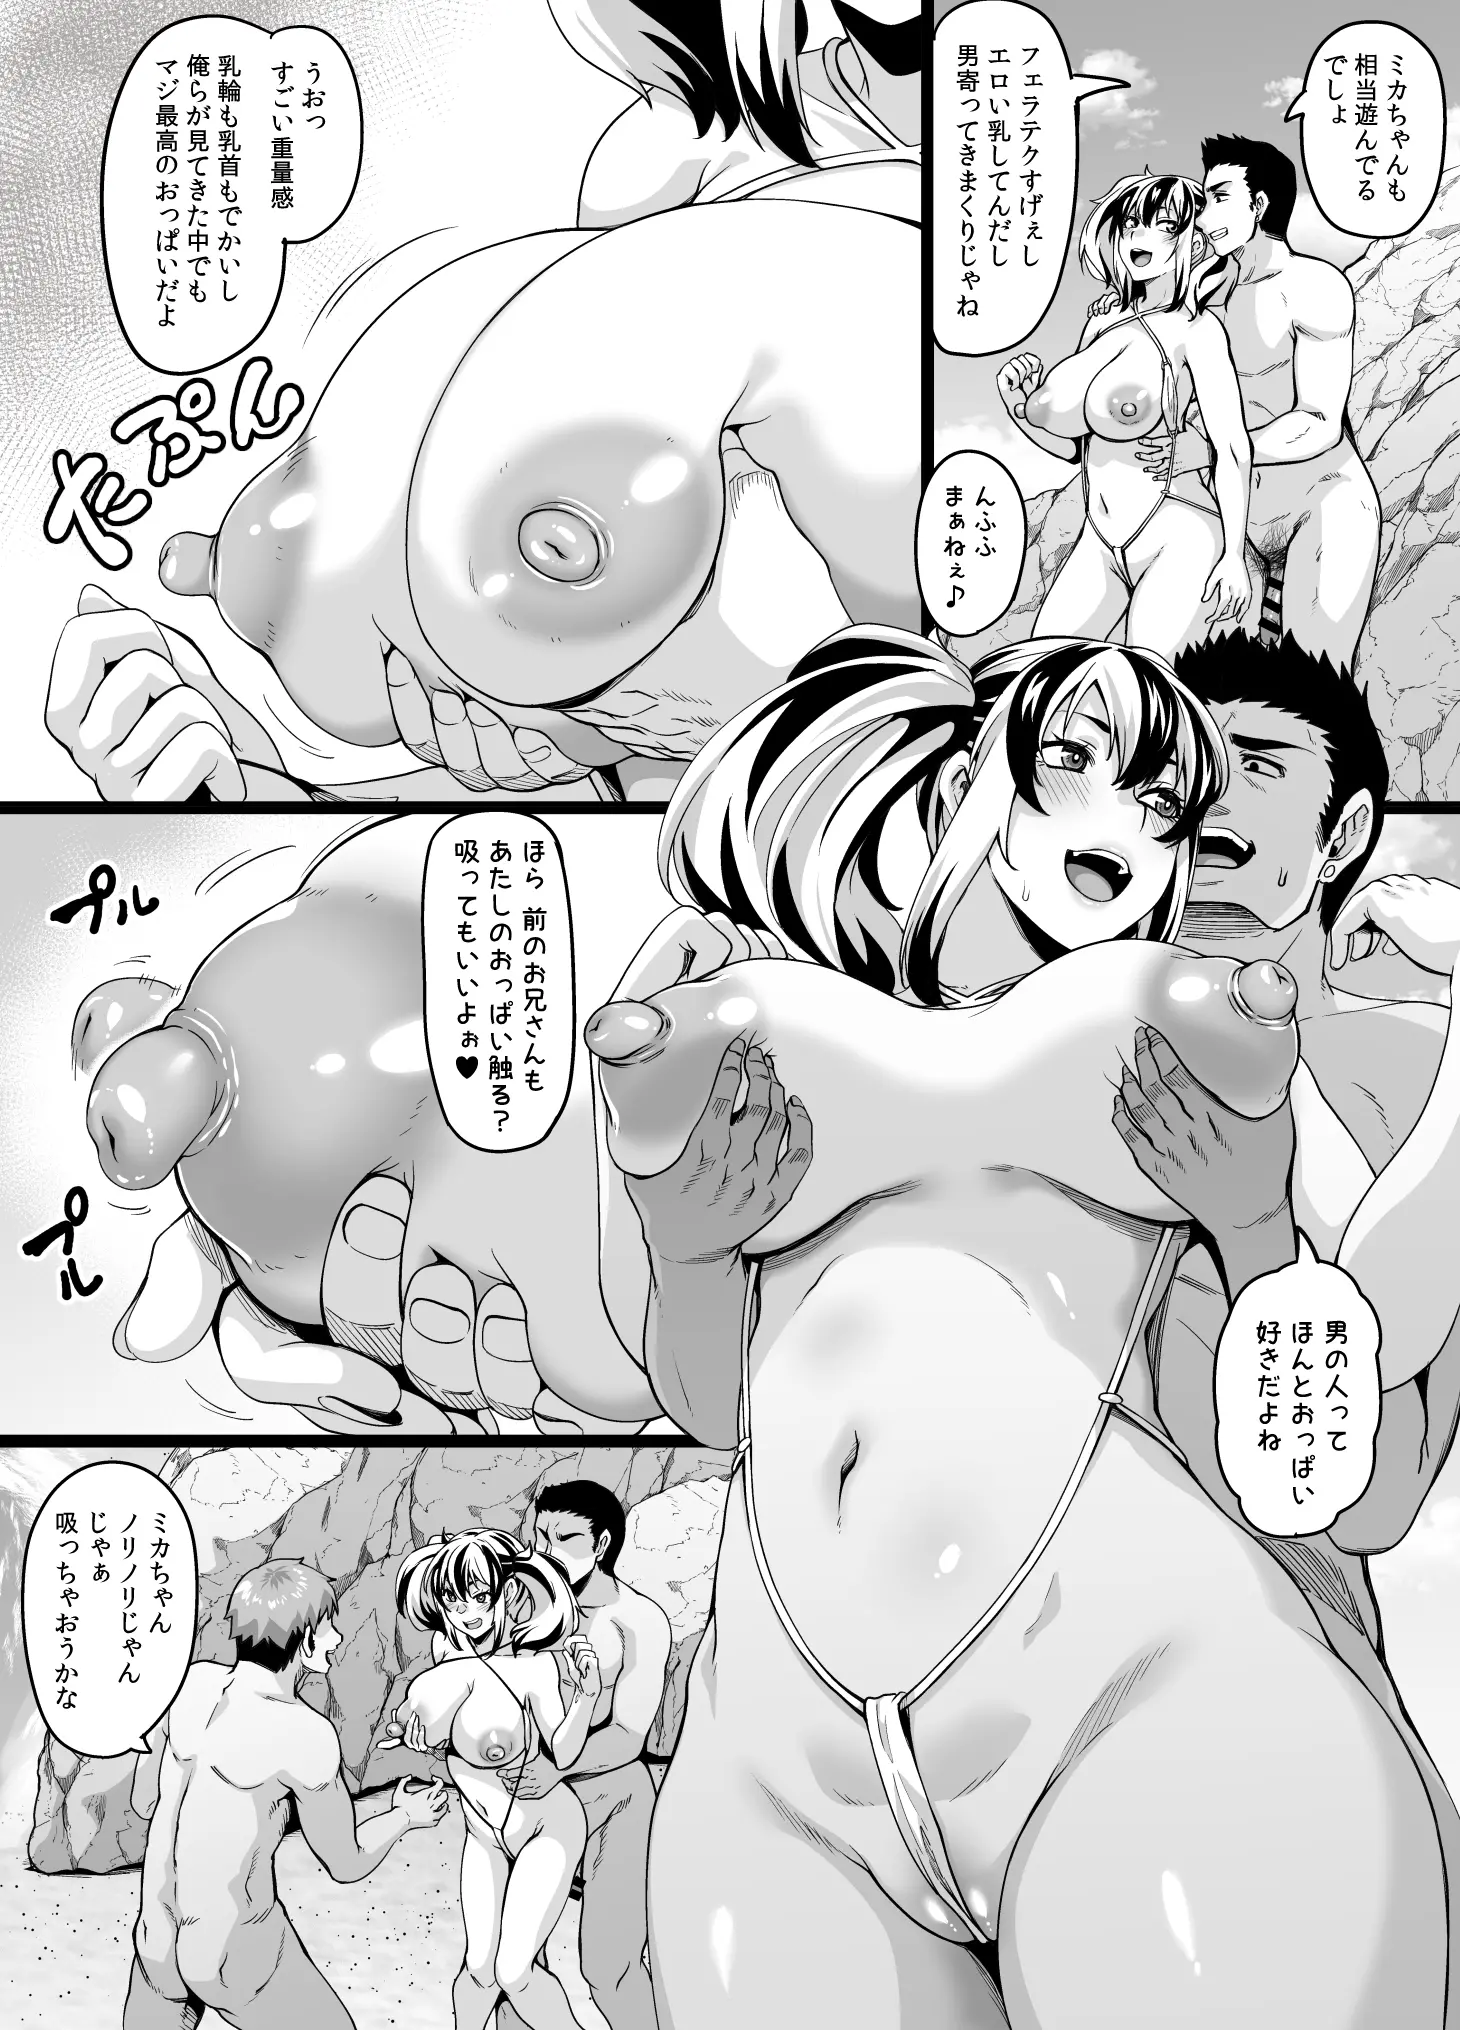 ミカちゃんも
相当遊んでる
でしょ
フェラテクすげぇし
エロい乳してんだし
男寄ってきまくりじゃね
んふふ
まぁねぇ♪
うおっ
すごい重量感
乳輪も乳首もでかいし
俺らが見てきた中でも
マジ最高のおっぱいだよ
たぷん
ほら 前のお兄さんも
あたしのおっぱい触る?
吸ってもいいよぉ♥
プル
プル
男の人って
ほんとおっぱい
好きだよね
ミカちゃん
ノリノリじゃん
じゃぁ
吸っちゃおうかな